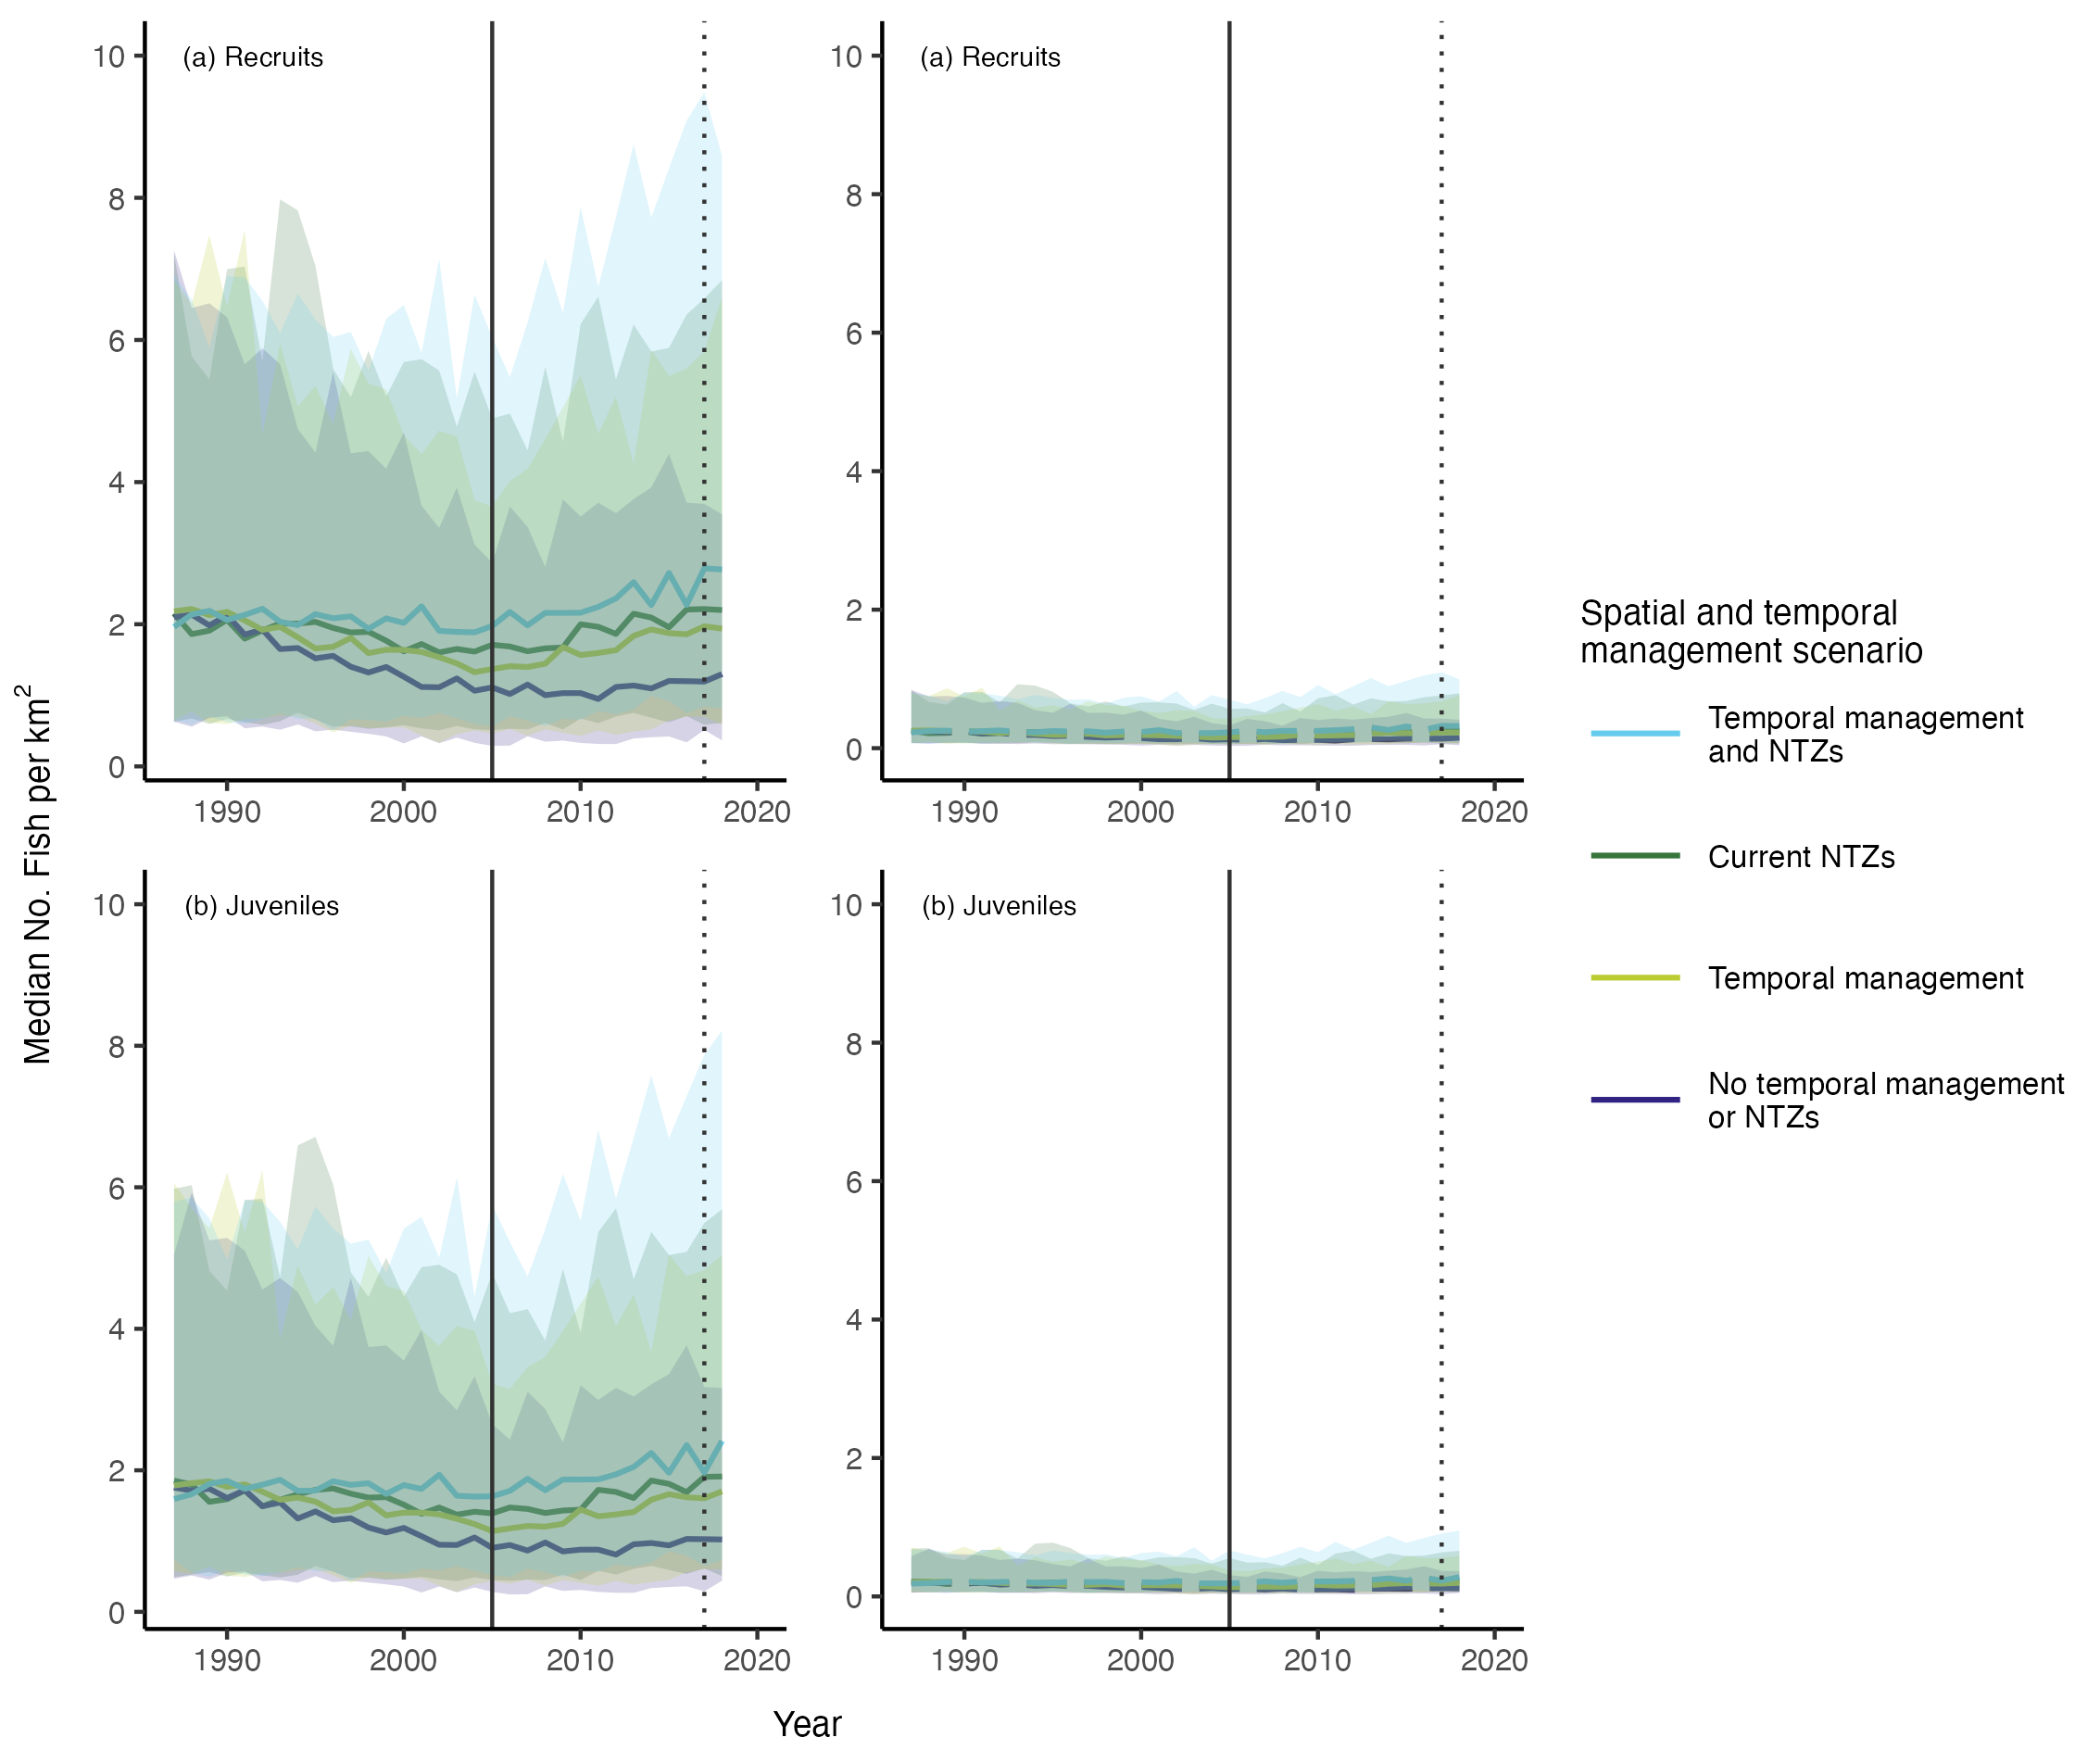 Median No. Fish per km²
(a) Recruits
10
8
6
4
2
0
1990
2000
2010
2020
(a) Recruits
10
8
6
4
2
0
1990
2000
2010
2020
(b) Juveniles
10
8
6
4
2
0
1990
2000
2010
2020
(b) Juveniles
10
8
6
4
2
0
1990
2000
2010
2020
Year
Spatial and temporal
management scenario
Temporal management
and NTZs
Current NTZs
Temporal management
No temporal management
or NTZs